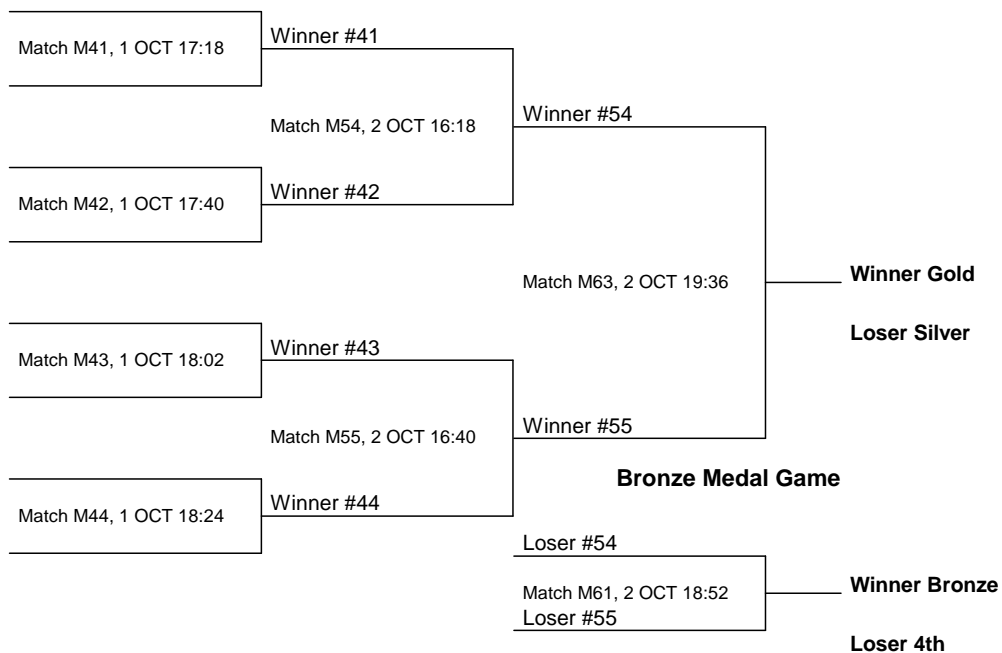 Winner #41
Match M41, 1 OCT 17:18
Winner #54
Match M54, 2 OCT 16:18
Winner #42
Match M42, 1 OCT 17:40
Winner Gold
Match M63, 2 OCT 19:36
Loser Silver
Winner #43
Match M43, 1 OCT 18:02
Winner #55
Match M55, 2 OCT 16:40
Bronze Medal Game
Winner #44
Match M44, 1 OCT 18:24
Loser #54
Winner Bronze
Match M61, 2 OCT 18:52
Loser #55
Loser 4th